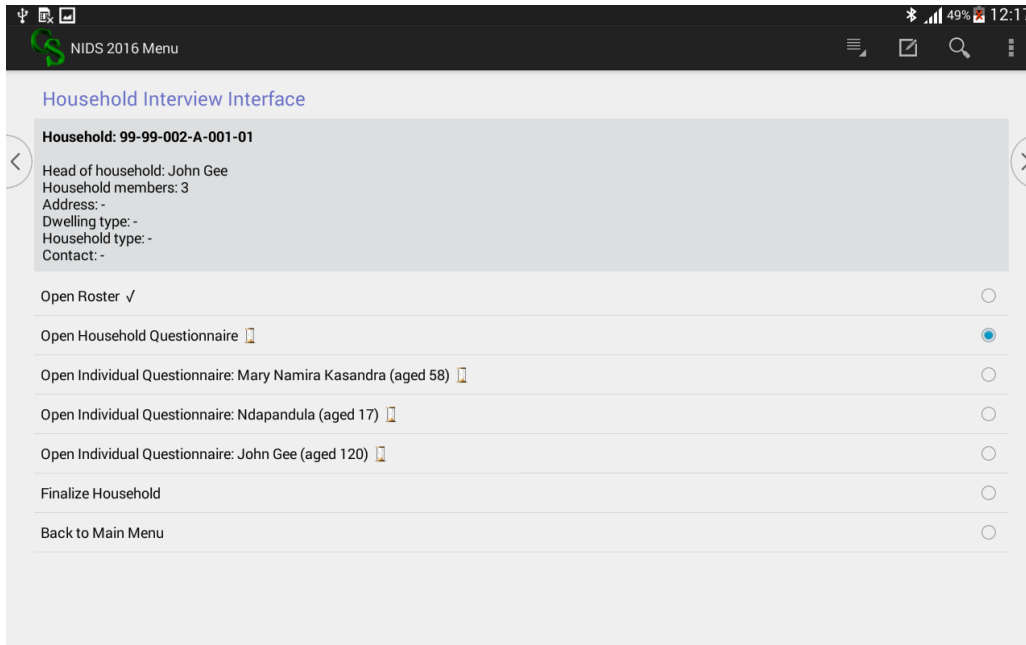 49% 12:17
CS NIDS 2016 Menu
Household Interview Interface
Household: 99-99-002-A-001-01
Head of household: John Gee
Household members: 3
Address: -
Dwelling type: -
Household type: -
Contact: -
Open Roster √
Open Household Questionnaire
Open Individual Questionnaire: Mary Namira Kasandra (aged 58)
Open Individual Questionnaire: Ndapandula (aged 17)
Open Individual Questionnaire: John Gee (aged 120)
Finalize Household
Back to Main Menu